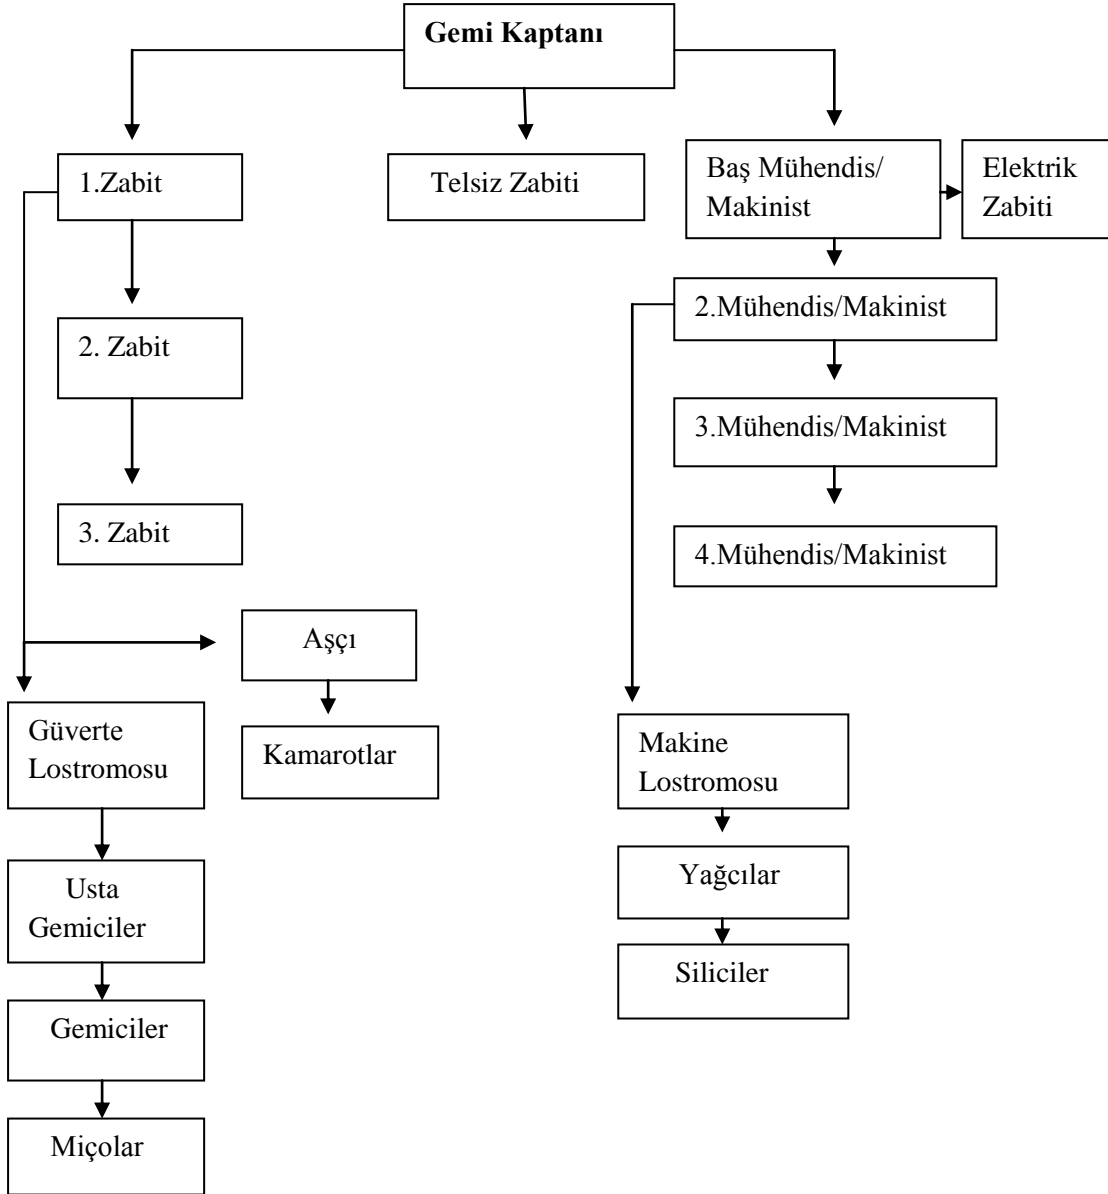 Gemi Kaptanı
1.Zabit
Telsiz Zabiti
Baş Mühendis/
Makinist
Elektrik
Zabiti
2. Zabit
3. Zabit
2.Mühendis/Makinist
3.Mühendis/Makinist
4.Mühendis/Makinist
Aşçı
Kamarotlar
Güverte
Lostromosu
Usta
Gemiciler
Gemiciler
Miçolar
Makine
Lostromosu
Yağcılar
Siliciler